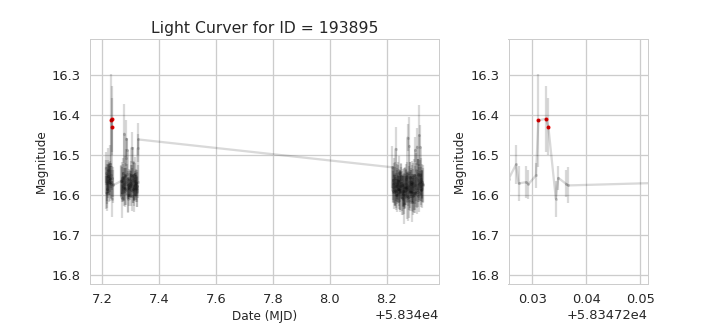 Light Curver for ID = 193895
16.3
16.4
16.5
16.6
16.7
16.8
Magnitude
7.2 7.4 7.6 7.8 8.0 8.2
Date (MJD)
+5.834e4
16.3
16.4
16.5
16.6
16.7
16.8
Magnitude
0.03 0.04 0.05
+5.83472e4